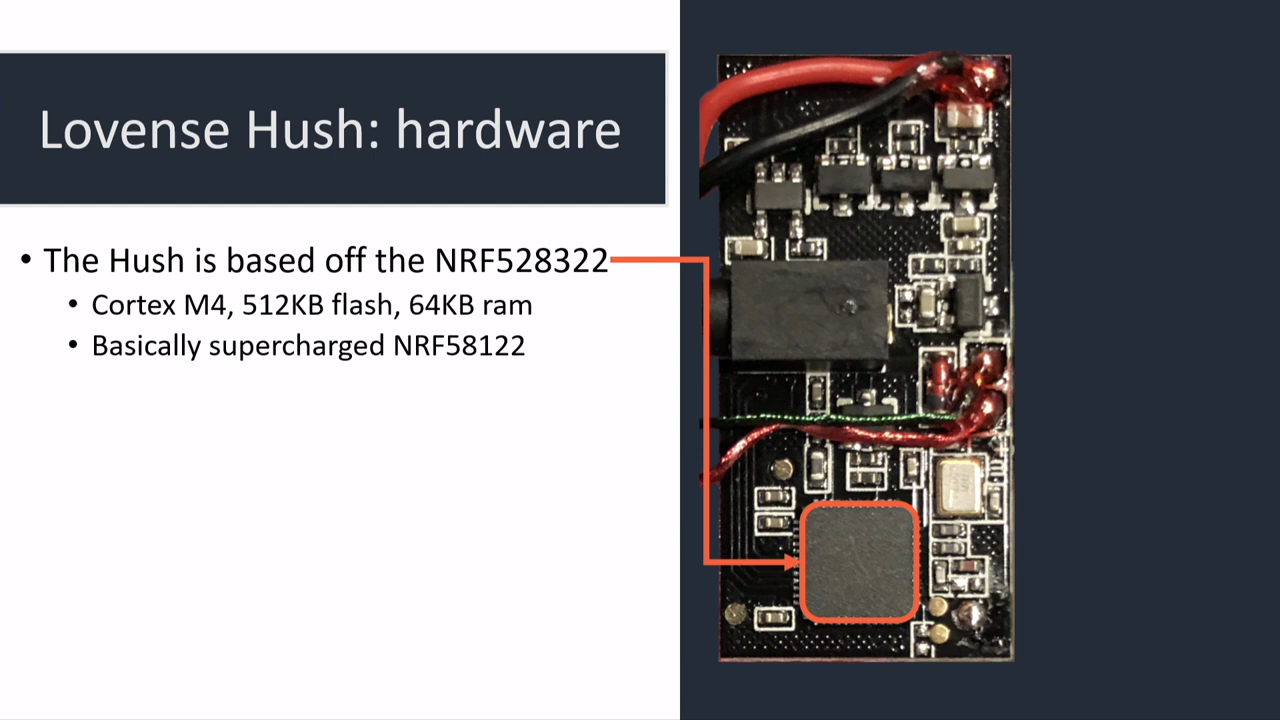 Lovense Hush: hardware
• The Hush is based off the NRF528322
• Cortex M4, 512KB flash, 64KB ram
• Basically supercharged NRF58122